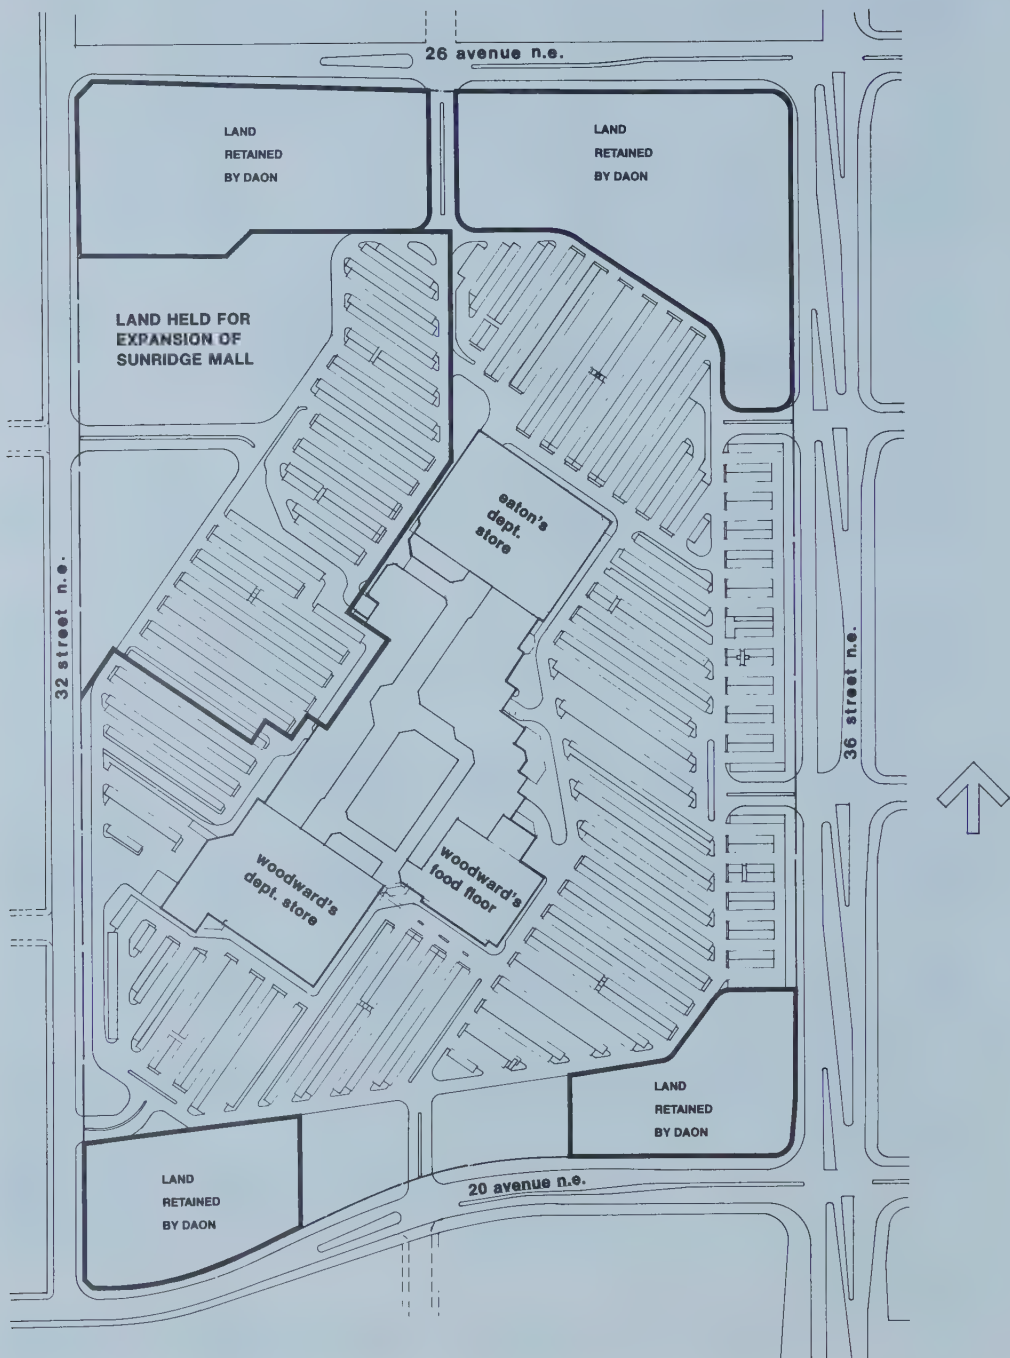 26 avenue n.e.
LAND
RETAINED
BY DAON
LAND
RETAINED
BY DAON
LAND HELD FOR
EXPANSION OF
SUNRIDGE MALL
eaton's
dept.
store
32 street n.e.
36 street n.e.
woodward's
dept. store
woodward's
food floor
LAND
RETAINED
BY DAON
LAND
RETAINED
BY DAON
20 avenue n.e.